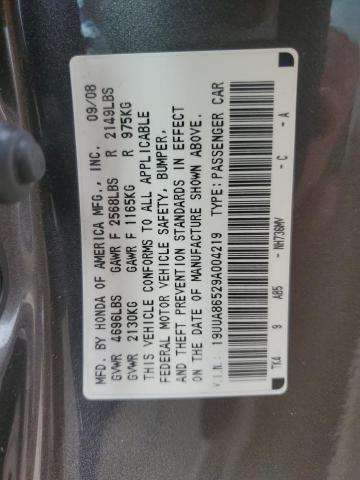 MFD. BY HONDA OF AMERICA MFG., INC. 09/08
GVWR 4696LBS GAWR F 2568LBS R 2149LBS
GVWR 2130KG GAWR F 1165KG R 975KG
THIS VEHICLE CONFORMS TO ALL APPLICABLE
FEDERAL MOTOR VEHICLE SAFETY, BUMPER,
AND THEFT PREVENTION STANDARDS IN EFFECT
ON THE DATE OF MANUFACTURE SHOWN ABOVE.
V.I.N.: 19UUA86529A004219 TYPE: PASSENGER CAR
TK4 9 A05 - NH736MV - C - A